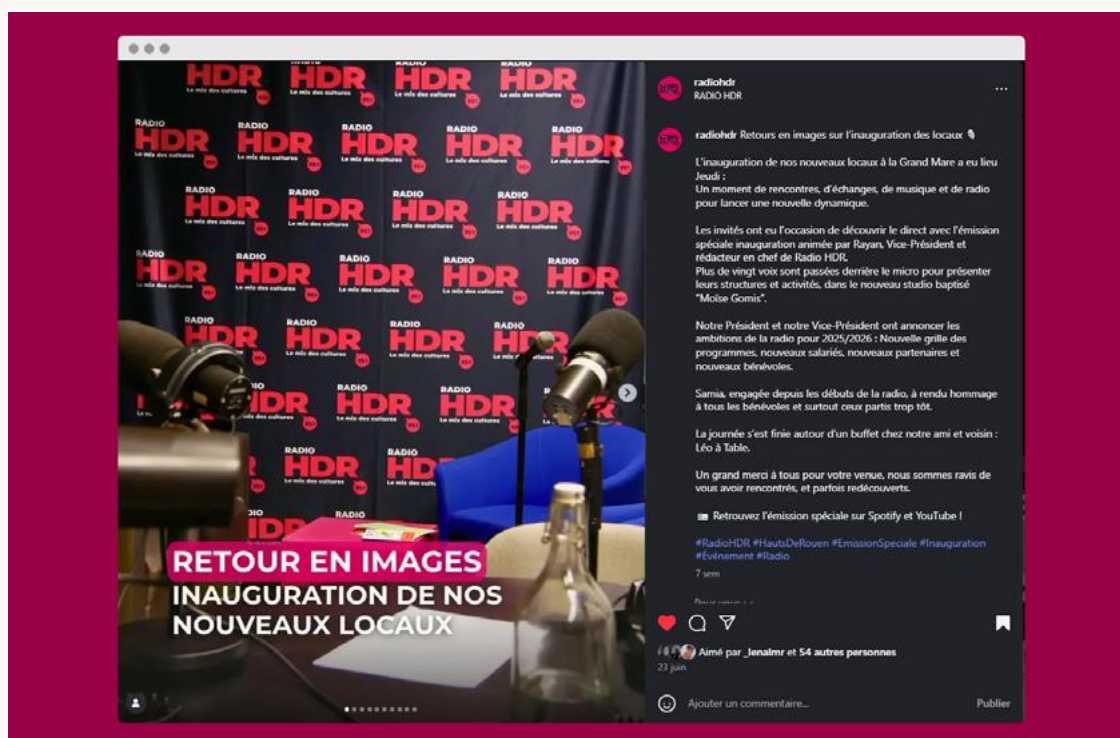 RADIO HDR
Le mix des cultures
99.1
RETOUR EN IMAGES
INAUGURATION DE NOS
NOUVEAUX LOCAUX
radiohdr
RADIO HDR
radiohdr Retours en images sur l'inauguration des locaux 🎙
L'inauguration de nos nouveaux locaux à la Grand Mare a eu lieu
Jeudi :
Un moment de rencontres, d'échanges, de musique et de radio
pour lancer une nouvelle dynamique.
Les invités ont eu l'occasion de découvrir le direct avec l'émission
spéciale inauguration animée par Rayan, Vice-Président et
rédacteur en chef de Radio HDR.
Plus de vingt voix sont passées derrière le micro pour présenter
leurs structures et activités, dans le nouveau studio baptisé
"Moïse Gomis".
Notre Président et notre Vice-Président ont annoncer les
ambitions de la radio pour 2025/2026 : Nouvelle grille des
programmes, nouveaux salariés, nouveaux partenaires et
nouveaux bénévoles.
Samia, engagée depuis les débuts de la radio, à rendu hommage
à tous les bénévoles et surtout ceux partis trop tôt.
La journée s'est finie autour d'un buffet chez notre ami et voisin :
Léo à Table.
Un grand merci à tous pour votre venue, nous sommes ravis de
vous avoir rencontrés, et parfois redécouverts.
📻 Retrouvez l'émission spéciale sur Spotify et YouTube !
#RadioHDR #HautsDeRouen #EmissionSpeciale #Inauguration
#Événement #Radio
7 sem
Aimé par _lenalmr et 54 autres personnes
23 juin
Ajouter un commentaire...
Publier